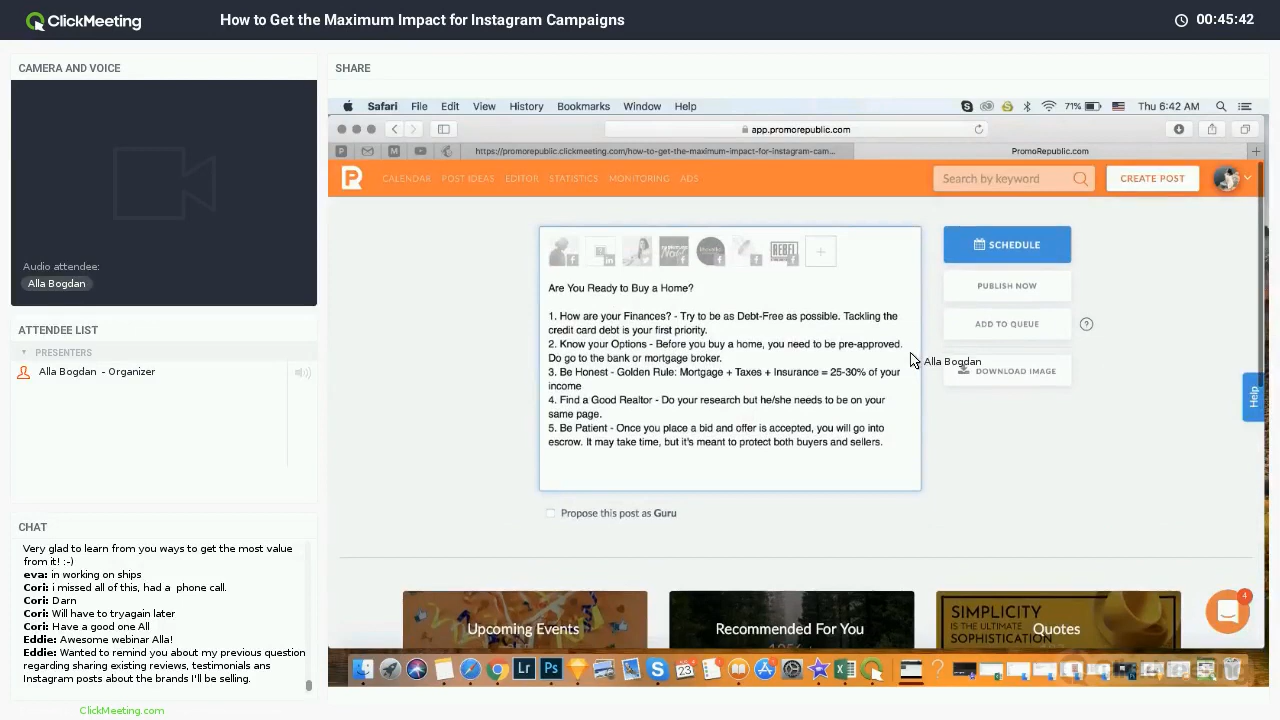 ClickMeeting
How to Get the Maximum Impact for Instagram Campaigns
00:45:42
CAMERA AND VOICE
Audio attendee:
Alla Bogdan
ATTENDEE LIST
PRESENTERS
Alla Bogdan - Organizer
CHAT
Very glad to learn from you ways to get the most value
from it! :-)
eva: in working on ships
Cori: i missed all of this, had a phone call.
Cori: Darn
Cori: Will have to tryagain later
Cori: Have a good one All
Eddie: Awesome webinar Alla!
Eddie: Wanted to remind you about my previous question
regarding sharing existing reviews, testimonials ans
Instagram posts about the brands I'll be selling.
ClickMeeting.com
SHARE
Safari File Edit View History Bookmarks Window Help
71% Thu 6:42 AM
app.promorepublic.com
https://promorepublic.clickmeeting.com/how-to-get-the-maximum-impact-for-instagram-cam...
PromoRepublic.com
CALENDAR POST IDEAS EDITOR STATISTICS MONITORING ADS
Search by keyword
CREATE POST
REBEL
Are You Ready to Buy a Home?
1. How are your Finances? - Try to be as Debt-Free as possible. Tackling the
credit card debt is your first priority.
2. Know your Options - Before you buy a home, you need to be pre-approved.
Do go to the bank or mortgage broker.
3. Be Honest - Golden Rule: Mortgage + Taxes + Insurance = 25-30% of your
income
4. Find a Good Realtor - Do your research but he/she needs to be on your
same page.
5. Be Patient - Once you place a bid and offer is accepted, you will go into
escrow. It may take time, but it's meant to protect both buyers and sellers.
Propose this post as Guru
SCHEDULE
PUBLISH NOW
ADD TO QUEUE
?
Alla Bogdan
DOWNLOAD IMAGE
Help
Upcoming Events
Recommended For You
SIMPLICITY
IS THE ULTIMATE
SOPHISTICATION
Quotes
4
Lr
Ps
23